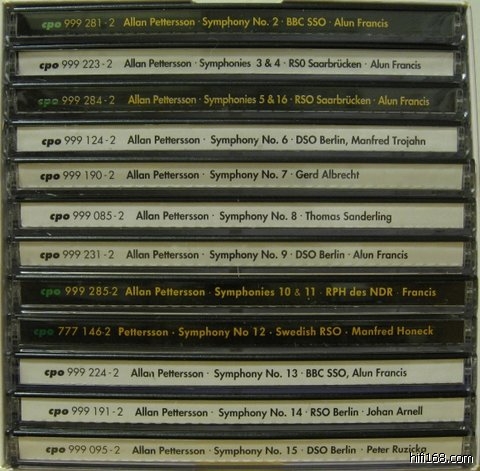 cpo 999 281-2 Allan Pettersson · Symphony No. 2 · BBC SSO · Alun Francis
cpo 999 223-2 Allan Pettersson · Symphonies 3 & 4 · RSO Saarbrücken · Alun Francis
cpo 999 284-2 Allan Pettersson · Symphonies 5 & 16 · RSO Saarbrücken · Alun Francis
cpo 999 124-2 Allan Pettersson · Symphony No. 6 · DSO Berlin, Manfred Trojahn
cpo 999 190-2 Allan Pettersson · Symphony No. 7 · Gerd Albrecht
cpo 999 085-2 Allan Pettersson · Symphony No. 8 · Thomas Sanderling
cpo 999 231-2 Allan Pettersson · Symphony No. 9 · DSO Berlin · Alun Francis
cpo 999 285-2 Allan Pettersson · Symphonies 10 & 11 · RPH des NDR · Francis
cpo 777 146-2 Pettersson · Symphony No 12 · Swedish RSO · Manfred Honeck
cpo 999 224-2 Allan Pettersson · Symphony No. 13 · BBC SSO, Alun Francis
cpo 999 191-2 Allan Pettersson · Symphony No. 14 · RSO Berlin · Johan Arnell
cpo 999 095-2 Allan Pettersson · Symphony No. 15 · DSO Berlin · Peter Ruzicka
hifi168.com